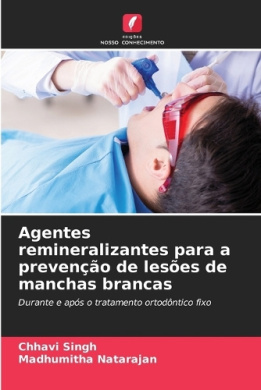 edições
NOSSO CONHECIMENTO
Agentes
remineralizantes para a
prevenção de lesões de
manchas brancas
Durante e após o tratamento ortodôntico fixo
Chhavi Singh
Madhumitha Natarajan